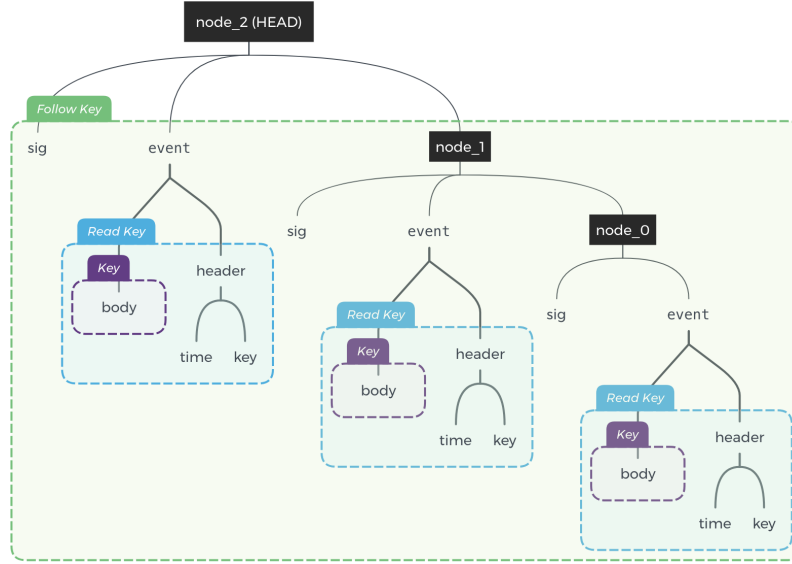 node_2 (HEAD)
Follow Key
sig
event
node_1
Read Key
Key
body
header
time
key
sig
event
node_0
Read Key
Key
body
header
time
key
sig
event
Read Key
Key
body
header
time
key